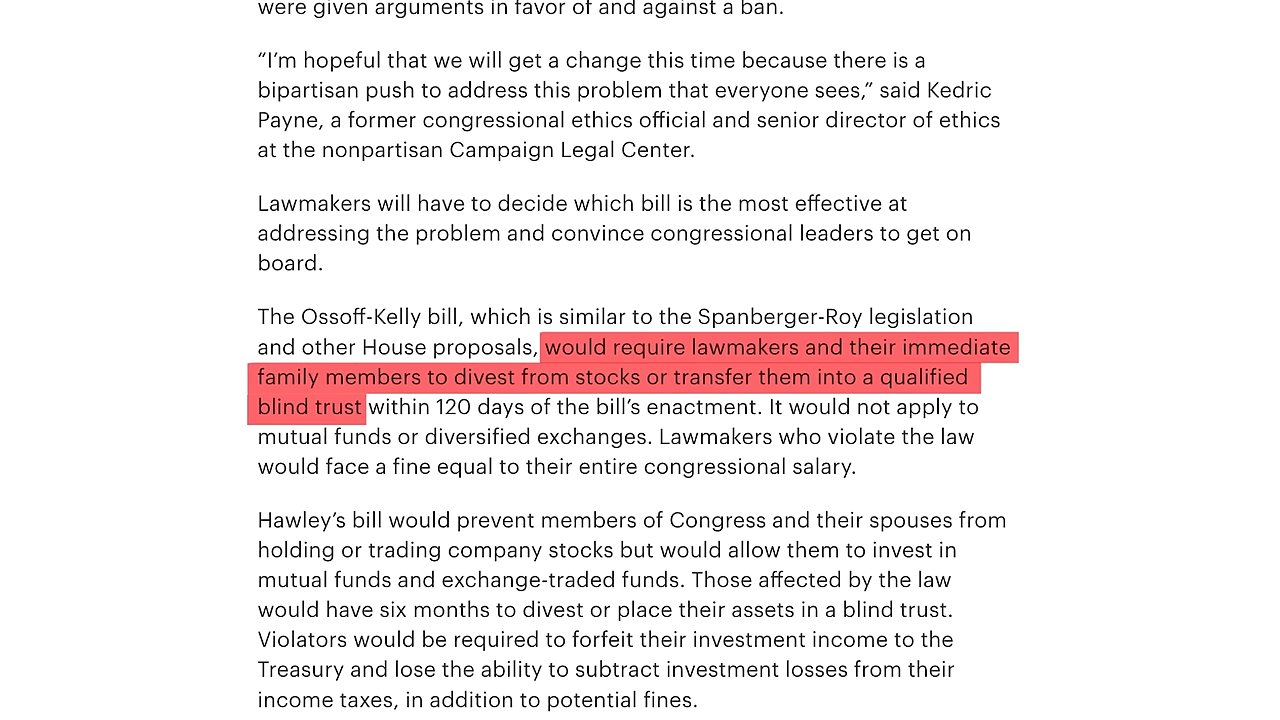 were given arguments in favor of and against a ban.
“I’m hopeful that we will get a change this time because there is a
bipartisan push to address this problem that everyone sees,” said Kedric
Payne, a former congressional ethics official and senior director of ethics
at the nonpartisan Campaign Legal Center.
Lawmakers will have to decide which bill is the most effective at
addressing the problem and convince congressional leaders to get on
board.
The Ossoff-Kelly bill, which is similar to the Spanberger-Roy legislation
and other House proposals, would require lawmakers and their immediate
family members to divest from stocks or transfer them into a qualified
blind trust within 120 days of the bill’s enactment. It would not apply to
mutual funds or diversified exchanges. Lawmakers who violate the law
would face a fine equal to their entire congressional salary.
Hawley’s bill would prevent members of Congress and their spouses from
holding or trading company stocks but would allow them to invest in
mutual funds and exchange-traded funds. Those affected by the law
would have six months to divest or place their assets in a blind trust.
Violators would be required to forfeit their investment income to the
Treasury and lose the ability to subtract investment losses from their
income taxes, in addition to potential fines.